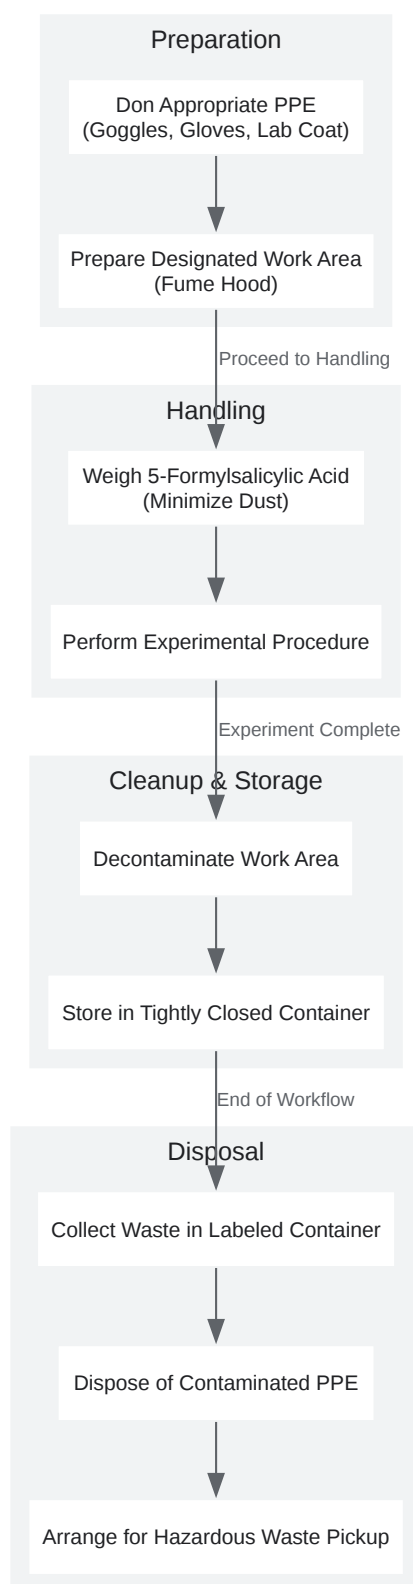 Preparation
Don Appropriate PPE
(Goggles, Gloves, Lab Coat)
Prepare Designated Work Area
(Fume Hood)
Proceed to Handling
Handling
Weigh 5-Formylsalicylic Acid
(Minimize Dust)
Perform Experimental Procedure
Experiment Complete
Cleanup & Storage
Decontaminate Work Area
Store in Tightly Closed Container
End of Workflow
Disposal
Collect Waste in Labeled Container
Dispose of Contaminated PPE
Arrange for Hazardous Waste Pickup